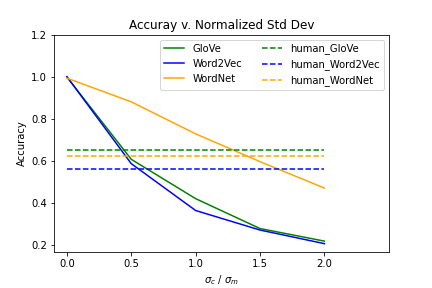 Accuray v. Normalized Std Dev
GloVe
Word2Vec
WordNet
human_GloVe
human_Word2Vec
human_WordNet
Accuracy
1.2
1.0
0.8
0.6
0.4
0.2
0.0 0.5 1.0 1.5 2.0
σc / σm